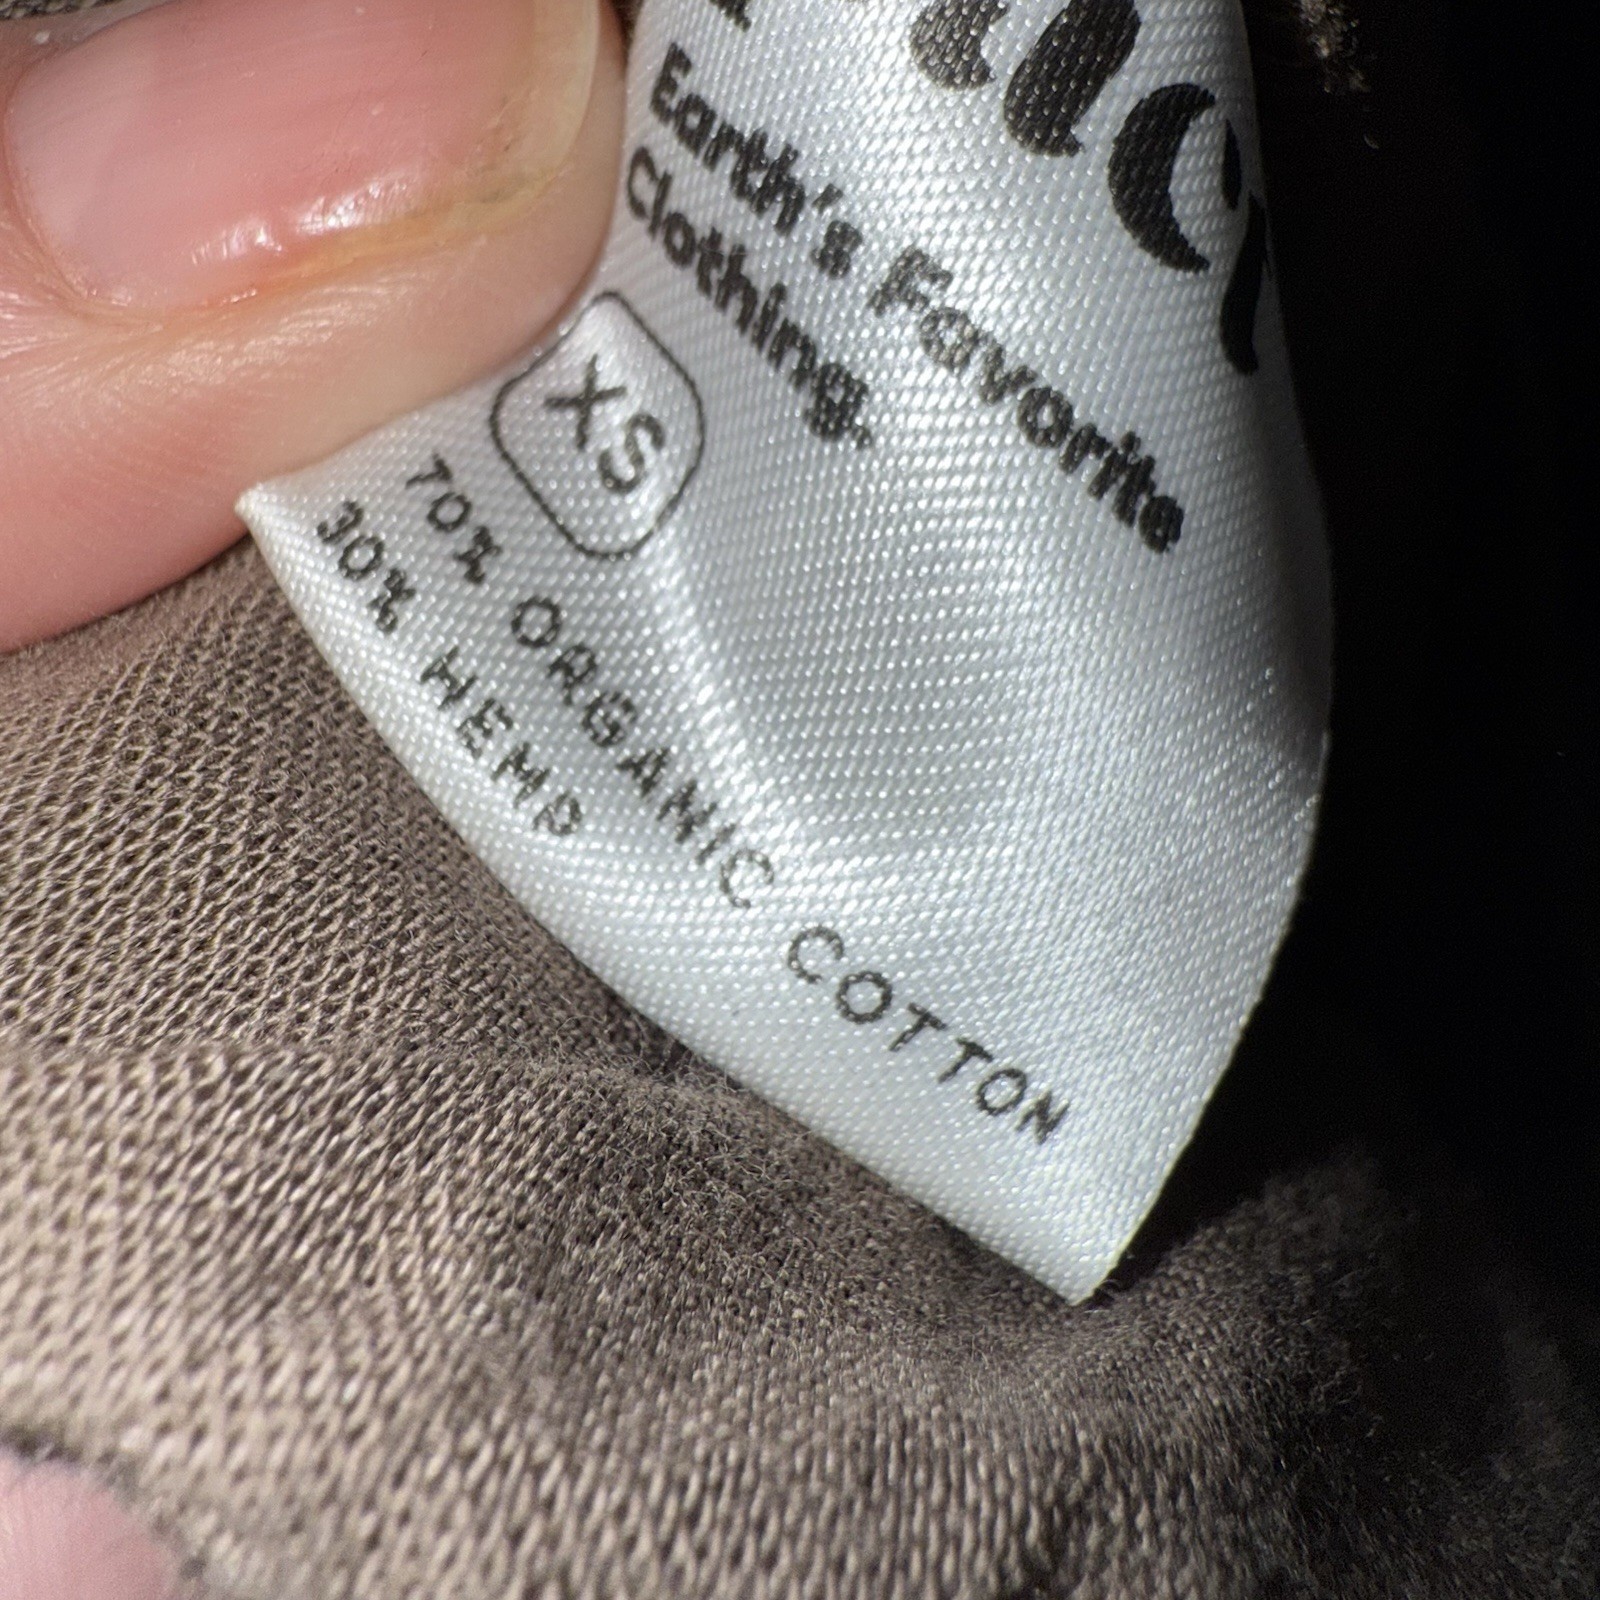 Earth's Favorite
Clothing.
XS
70% ORGANIC COTTON
30% HEMP